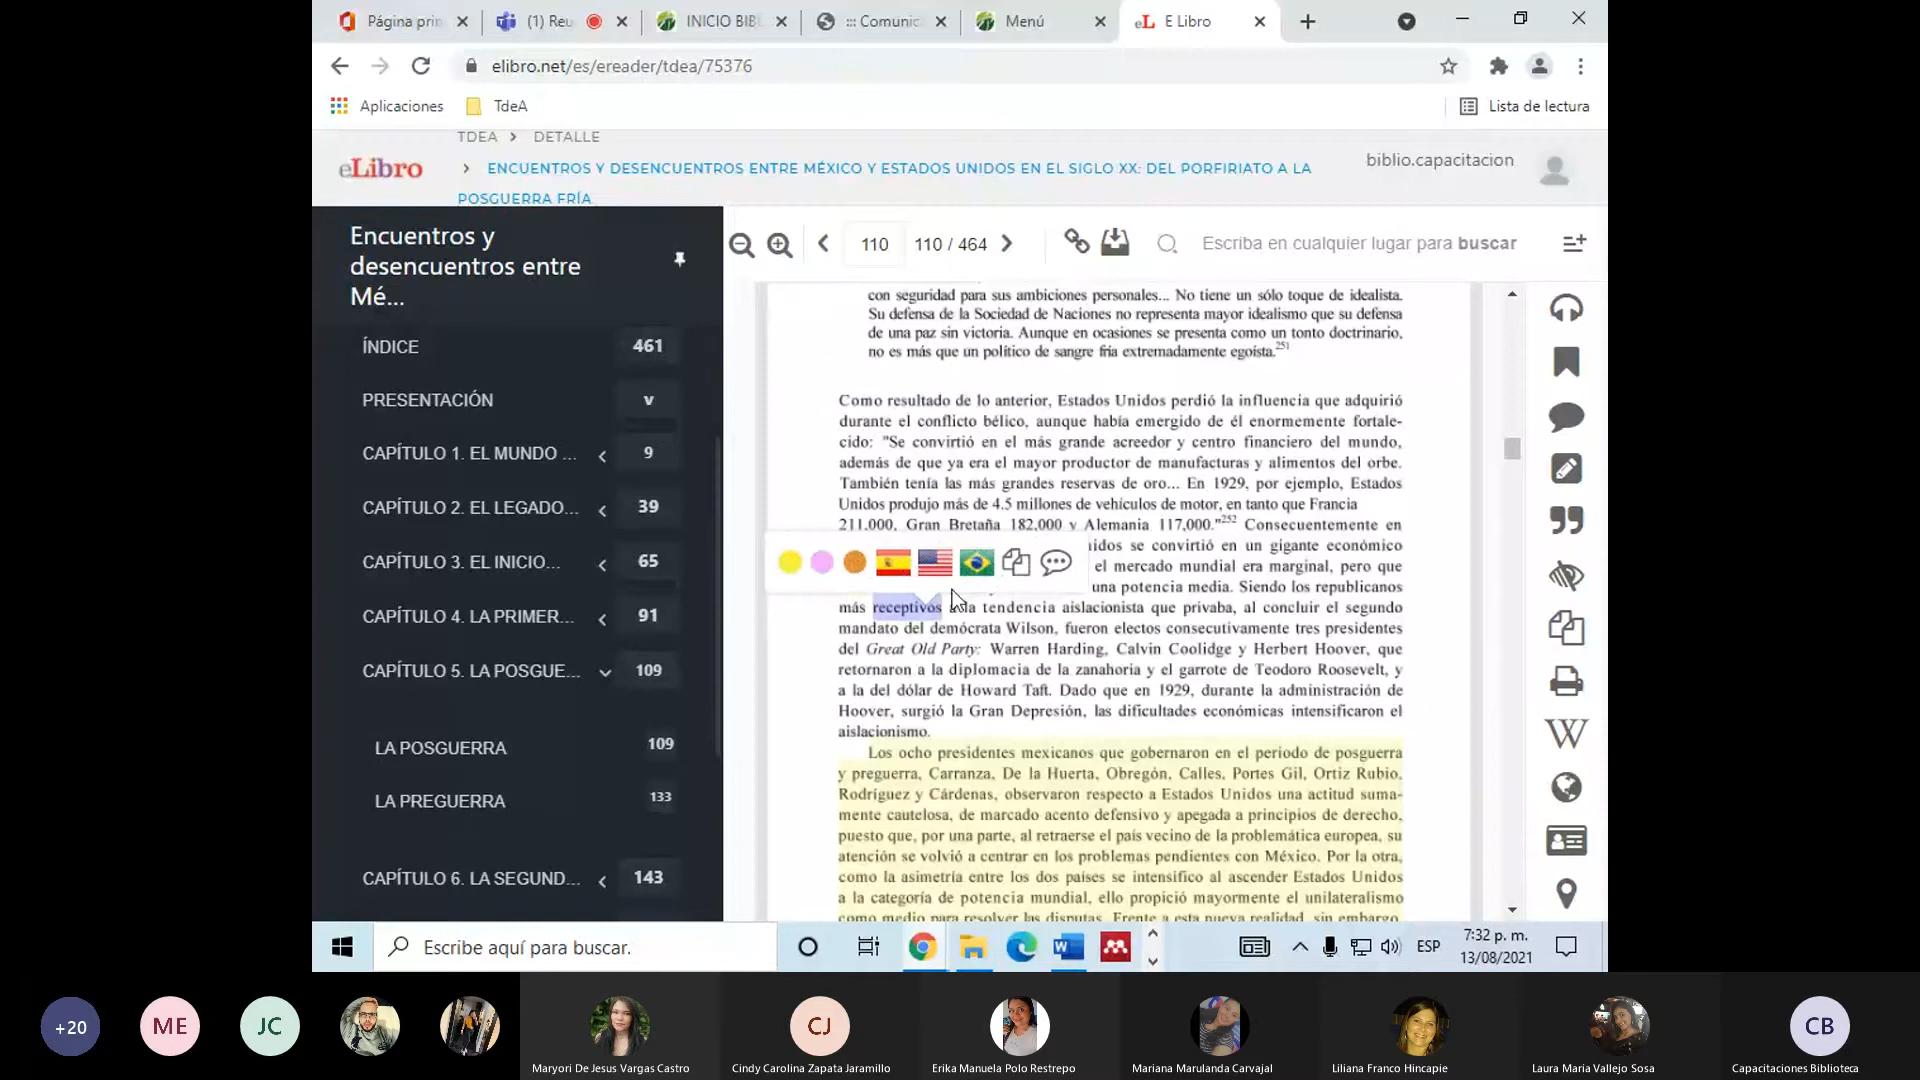 Página prin
(1) Reu
INICIO BIB
::: Comunic
Menú
eL E Libro
elibro.net/es/ereader/tdea/75376
Aplicaciones
TdeA
Lista de lectura
TDEA > DETALLE
eLibro
> ENCUENTROS Y DESENCUENTROS ENTRE MÉXICO Y ESTADOS UNIDOS EN EL SIGLO XX: DEL PORFIRIATO A LA
POSGUERRA FRÍA
biblio.capacitacion
Encuentros y
desencuentros entre
Mé...
ÍNDICE 461
PRESENTACIÓN v
CAPÍTULO 1. EL MUNDO ... 9
CAPÍTULO 2. EL LEGADO... 39
CAPÍTULO 3. EL INICIO... 65
CAPÍTULO 4. LA PRIMER... 91
CAPÍTULO 5. LA POSGUE... 109
LA POSGUERRA 109
LA PREGUERRA 133
CAPÍTULO 6. LA SEGUND... 143
110
110 / 464
Escriba en cualquier lugar para buscar
con seguridad para sus ambiciones personales... No tiene un sólo toque de idealista.
Su defensa de la Sociedad de Naciones no representa mayor idealismo que su defensa
de una paz sin victoria. Aunque en ocasiones se presenta como un tonto doctrinario,
no es más que un político de sangre fría extremadamente egoísta.251
Como resultado de lo anterior, Estados Unidos perdió la influencia que adquirió
durante el conflicto bélico, aunque había emergido de él enormemente fortale-
cido: "Se convirtió en el más grande acreedor y centro financiero del mundo,
además de que ya era el mayor productor de manufacturas y alimentos del orbe.
También tenía las más grandes reservas de oro... En 1929, por ejemplo, Estados
Unidos produjo más de 4.5 millones de vehículos de motor, en tanto que Francia
211,000, Gran Bretaña 182,000 y Alemania 117,000."252 Consecuentemente en
idos se convirtió en un gigante económico
el mercado mundial era marginal, pero que
una potencia media. Siendo los republicanos
más receptivos a la tendencia aislacionista que privaba, al concluir el segundo
mandato del demócrata Wilson, fueron electos consecutivamente tres presidentes
del Great Old Party: Warren Harding, Calvin Coolidge y Herbert Hoover, que
retornaron a la diplomacia de la zanahoria y el garrote de Teodoro Roosevelt, y
a la del dólar de Howard Taft. Dado que en 1929, durante la administración de
Hoover, surgió la Gran Depresión, las dificultades económicas intensificaron el
aislacionismo.
Los ocho presidentes mexicanos que gobernaron en el periodo de posguerra
y preguerra, Carranza, De la Huerta, Obregón, Calles, Portes Gil, Ortiz Rubio,
Rodríguez y Cárdenas, observaron respecto a Estados Unidos una actitud suma-
mente cautelosa, de marcado acento defensivo y apegada a principios de derecho,
puesto que, por una parte, al retraerse el país vecino de la problemática europea, su
atención se volvió a centrar en los problemas pendientes con México. Por la otra,
como la asimetría entre los dos países se intensifico al ascender Estados Unidos
a la categoría de potencia mundial, ello propició mayormente el unilateralismo
como medio para resolver las disputas. Frente a esta nueva realidad, sin embargo,
W
Escribe aquí para buscar.
ESP
7:32 p. m.
13/08/2021
+20
ME
JC
CJ
CB
Maryori De Jesus Vargas Castro
Cindy Carolina Zapata Jaramillo
Erika Manuela Polo Restrepo
Mariana Marulanda Carvajal
Liliana Franco Hincapie
Laura Maria Vallejo Sosa
Capacitaciones Biblioteca